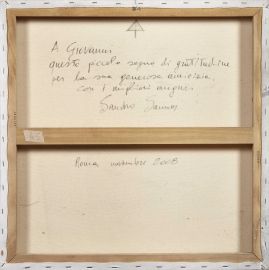 A Giovanni
questo piccolo segno di gratitudine
per la sua generosa amicizia,
con i migliori auguri
Sandro
Roma novembre 2008